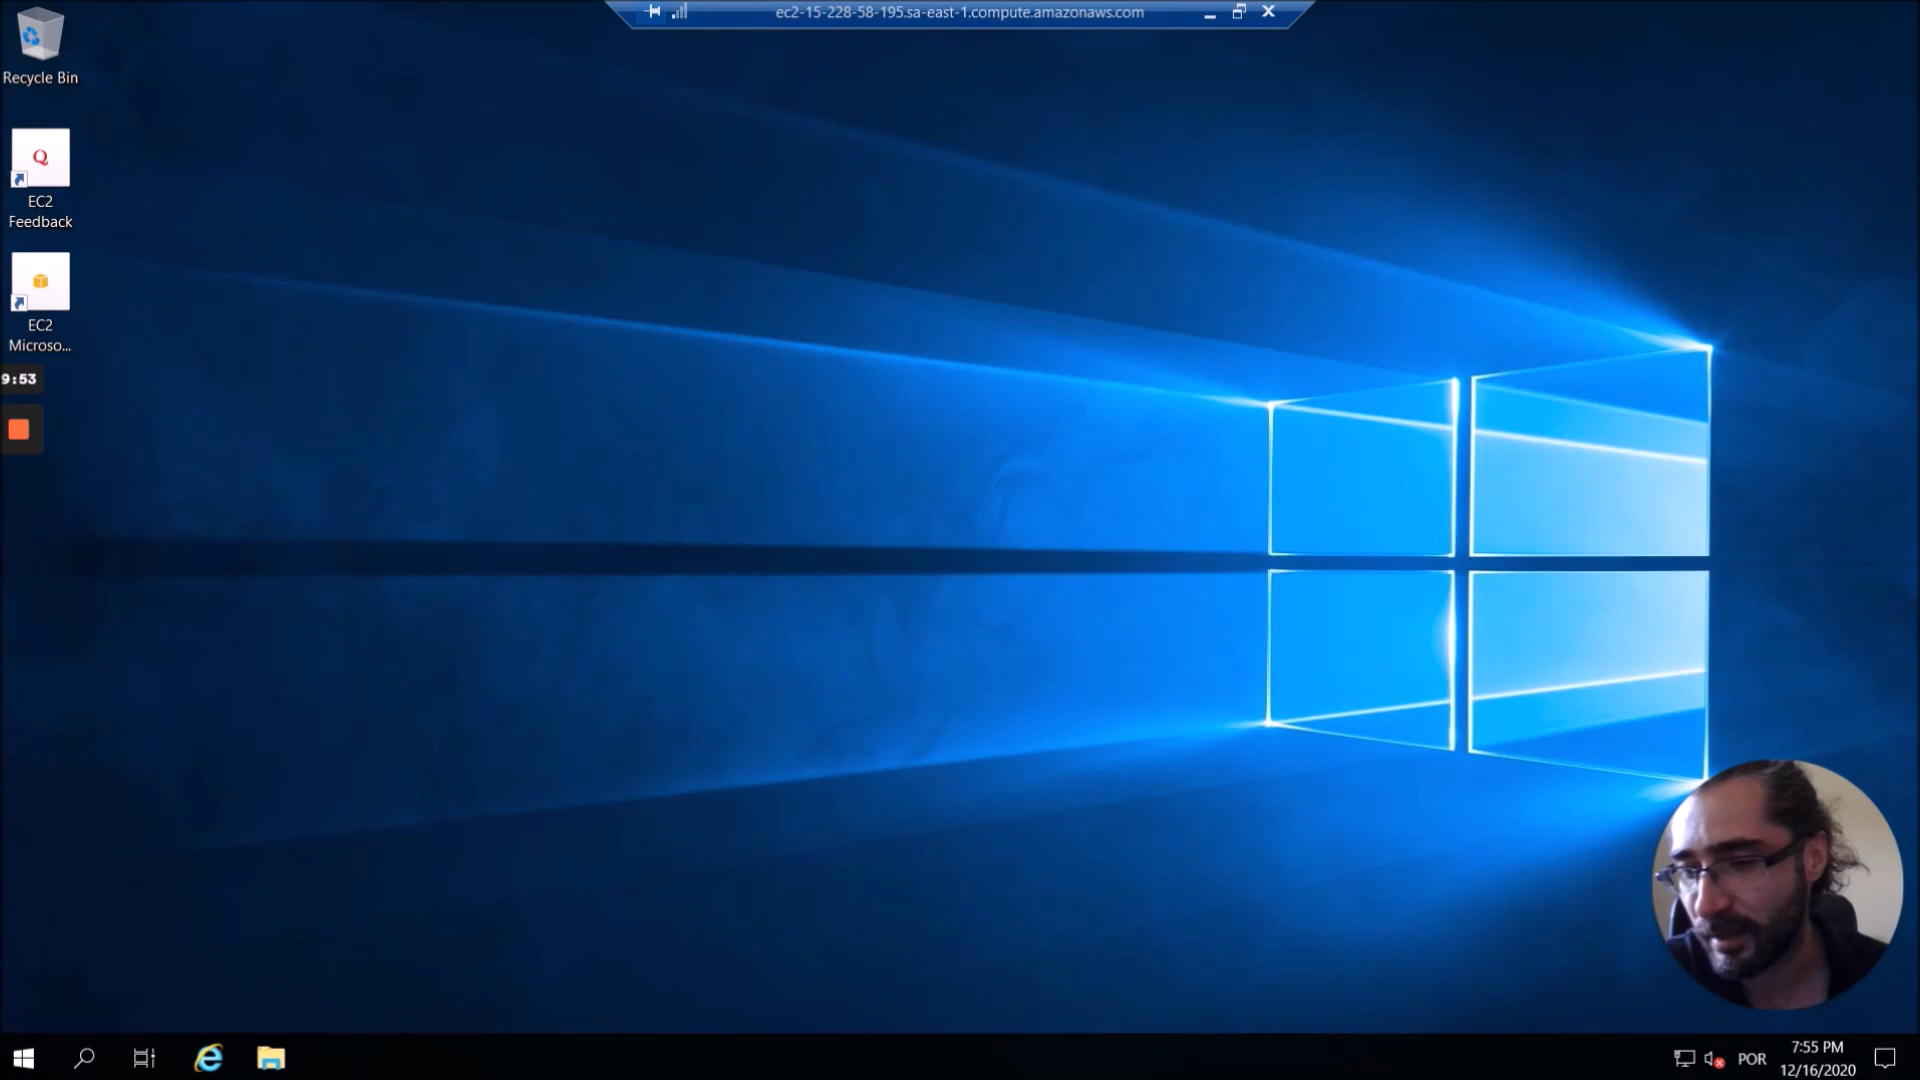 ec2-15-228-58-195.sa-east-1.compute.amazonaws.com
Recycle Bin
Q
EC2
Feedback
EC2
Microso...
9:53
POR
7:55 PM
12/16/2020